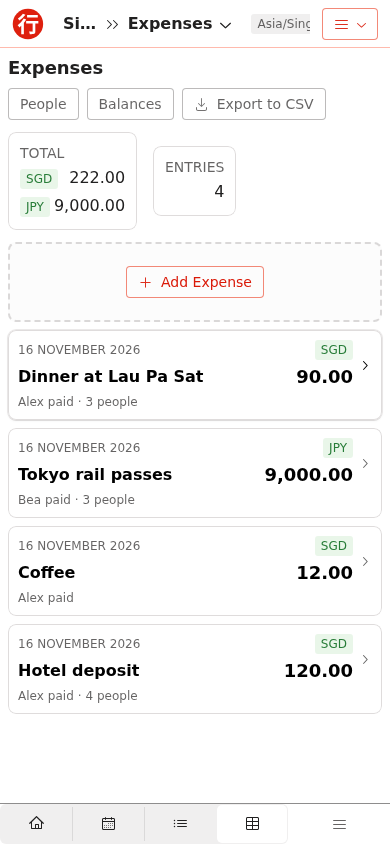 行 Si... Expenses Asia/Sing
Expenses
People Balances Export to CSV
TOTAL
SGD 222.00
JPY 9,000.00
ENTRIES
4
Add Expense
16 NOVEMBER 2026 SGD
Dinner at Lau Pa Sat 90.00
Alex paid · 3 people
16 NOVEMBER 2026 JPY
Tokyo rail passes 9,000.00
Bea paid · 3 people
16 NOVEMBER 2026 SGD
Coffee 12.00
Alex paid
16 NOVEMBER 2026 SGD
Hotel deposit 120.00
Alex paid · 4 people